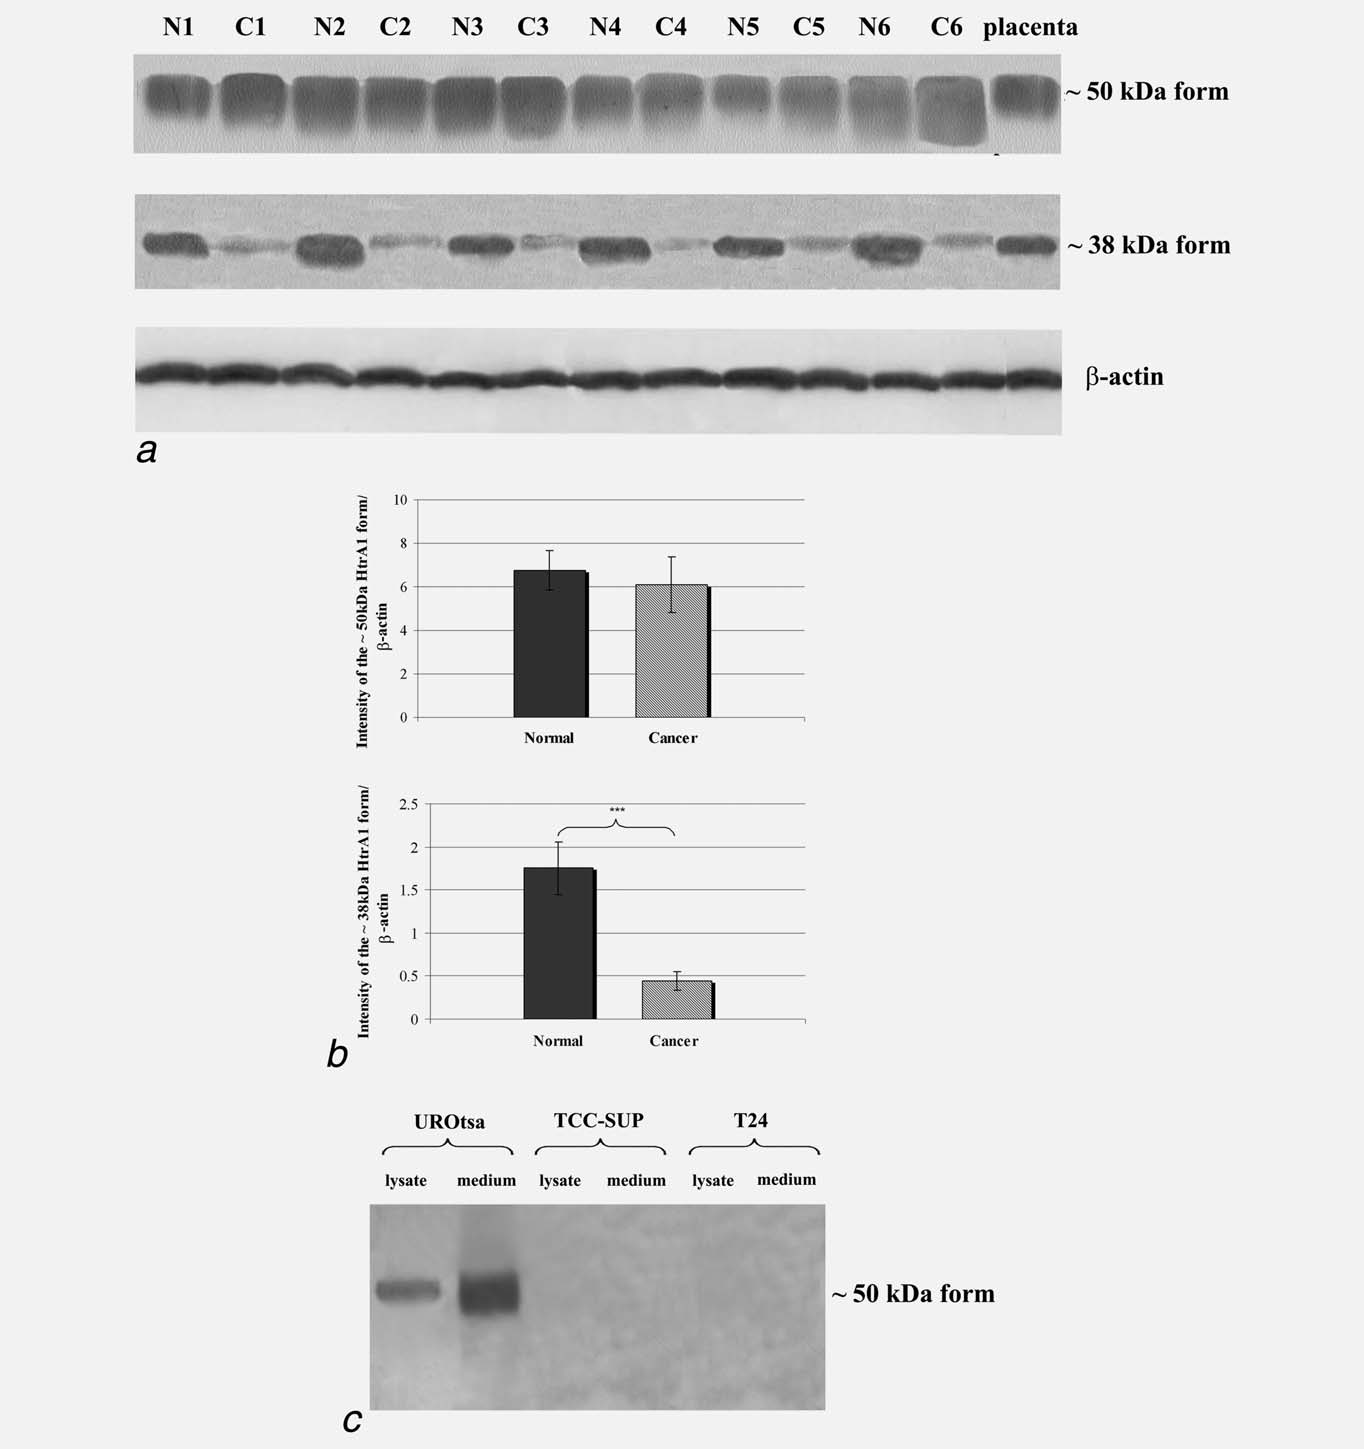 N1 C1 N2 C2 N3 C3 N4 C4 N5 C5 N6 C6 placenta
~ 50 kDa form
~ 38 kDa form
β-actin
a
Intensity of the ~ 50kDa HtrA1 form/
β-actin
10
8
6
4
2
0
Normal Cancer
Intensity of the ~ 38kDa HtrA1 form/
β-actin
2.5
2
1.5
1
0.5
0
***
Normal Cancer
b
UROtsa TCC-SUP T24
lysate medium lysate medium lysate medium
~ 50 kDa form
c